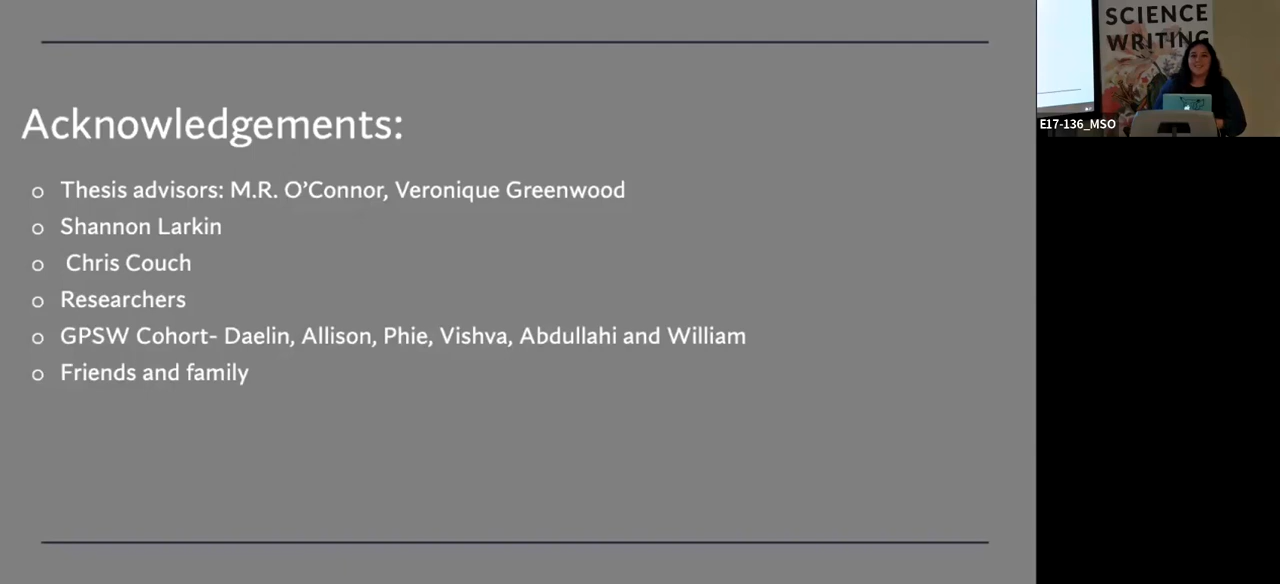 Acknowledgements:
Thesis advisors: M.R. O’Connor, Veronique Greenwood
Shannon Larkin
Chris Couch
Researchers
GPSW Cohort- Daelin, Allison, Phie, Vishva, Abdullahi and William
Friends and family
SCIENCE
WRITING
E17-136_MSO